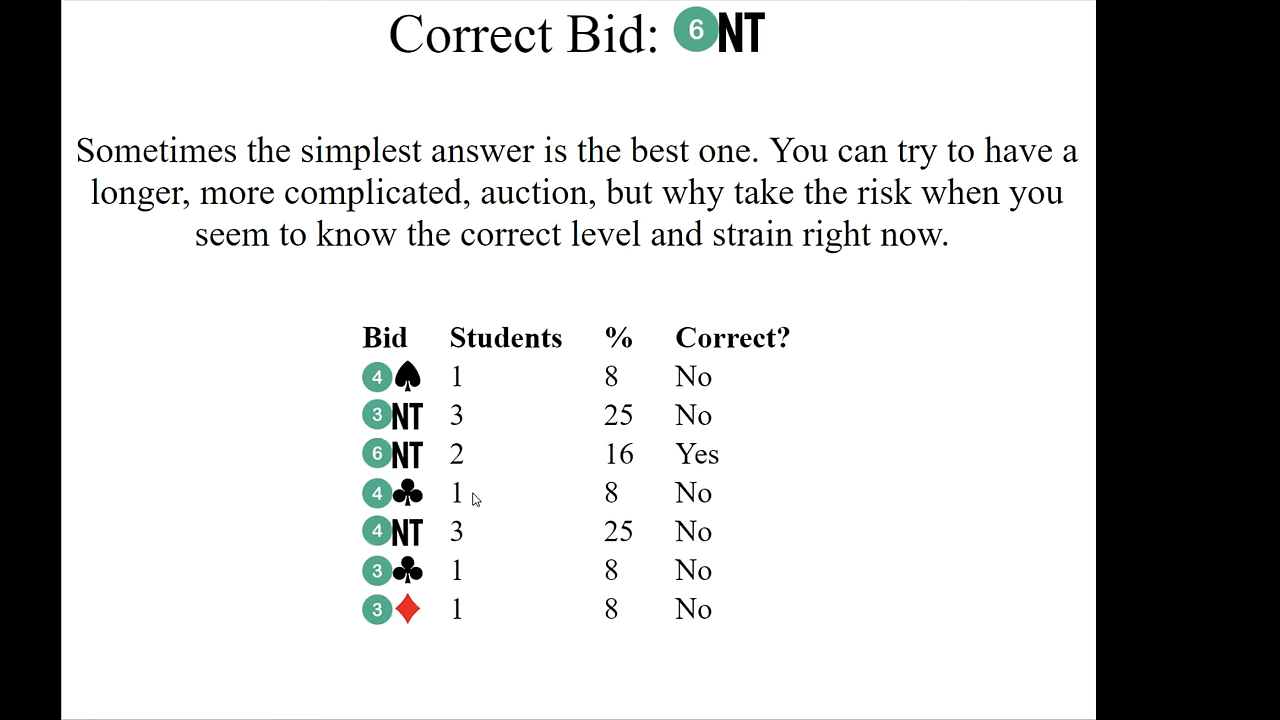 Correct Bid: 6NT
Sometimes the simplest answer is the best one. You can try to have a
longer, more complicated, auction, but why take the risk when you
seem to know the correct level and strain right now.
Bid Students % Correct?
4♠ 1 8 No
3NT 3 25 No
6NT 2 16 Yes
4♣ 1 8 No
4NT 3 25 No
3♣ 1 8 No
3♦ 1 8 No